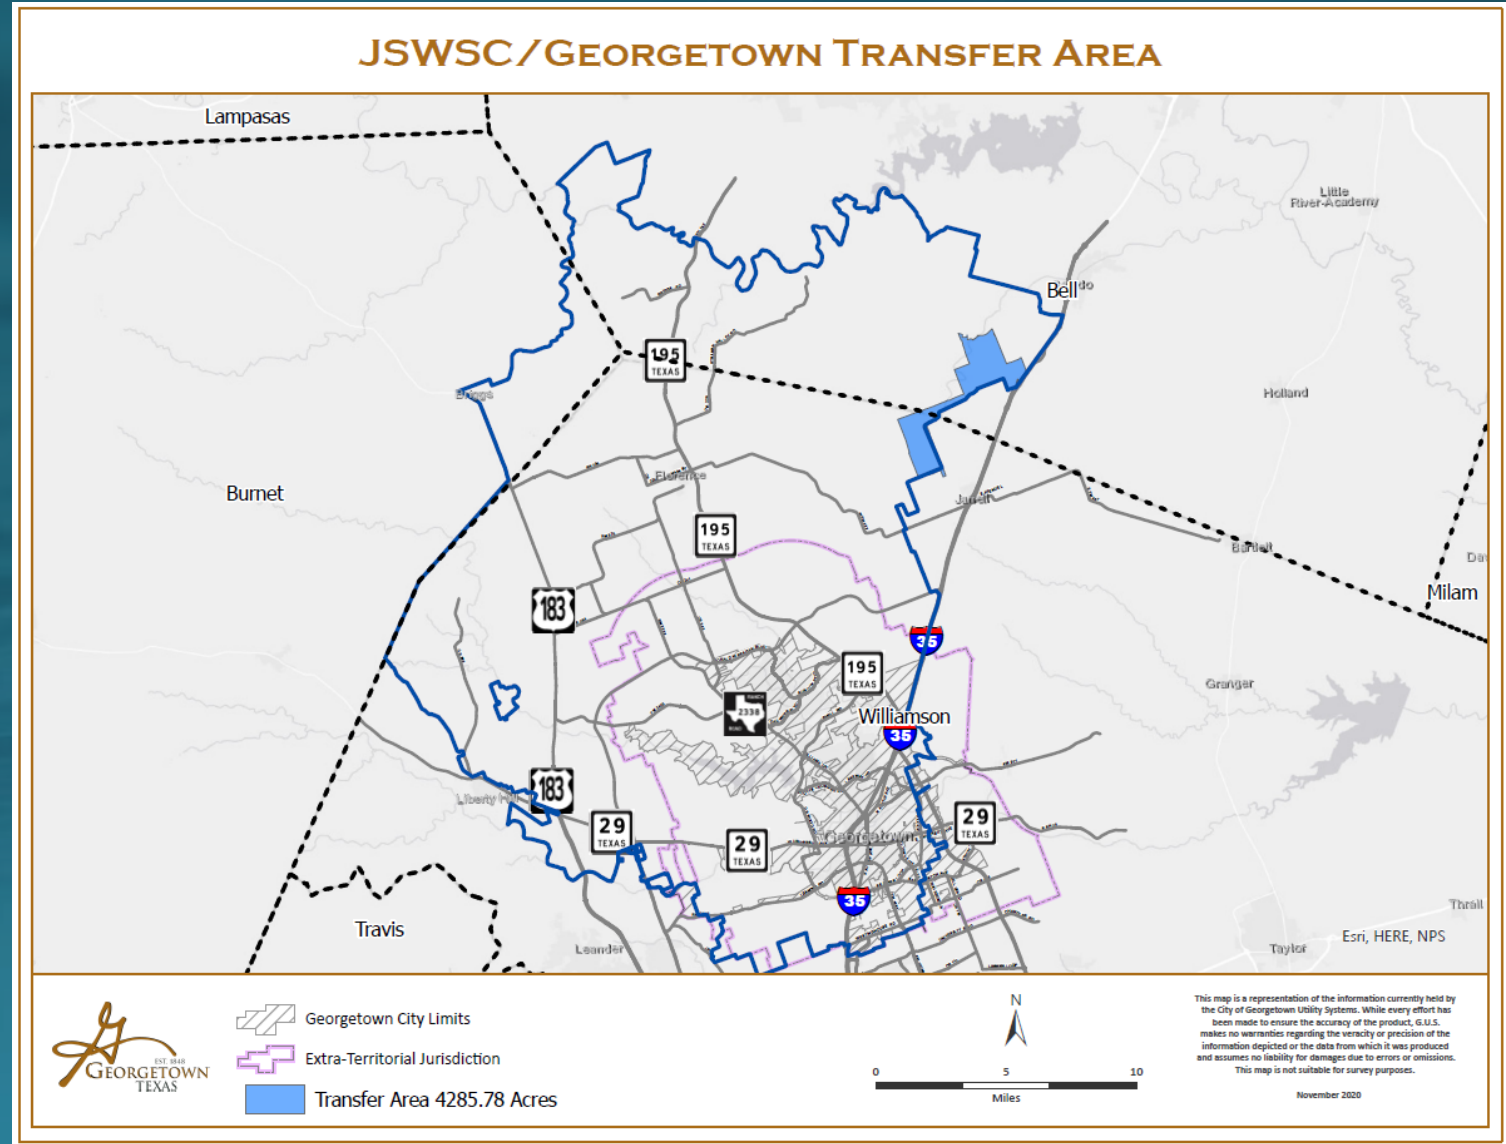 JSWSC/GEORGETOWN TRANSFER AREA
Lampasas
Little
River-Academy
Bell
195
TEXAS
Briggs
Holland
Florence
Burnet
Jarrell
195
TEXAS
Bartlett
Milam
183
35
195
TEXAS
Granger
RANCH
2338
ROAD
Williamson
35
183
Liberty Hill
29
TEXAS
29
TEXAS
29
TEXAS
Georgetown
35
Thrall
Travis
Leander
Taylor
Esri, HERE, NPS
GEORGETOWN
EST. 1848
TEXAS
Georgetown City Limits
Extra-Territorial Jurisdiction
Transfer Area 4285.78 Acres
N
0 5 10
Miles
This map is a representation of the information currently held by
the City of Georgetown Utility Systems. While every effort has
been made to ensure the accuracy of the product, G.U.S.
makes no warranties regarding the veracity or precision of the
information depicted or the data from which it was produced
and assumes no liability for damages due to errors or omissions.
This map is not suitable for survey purposes.
November 2020